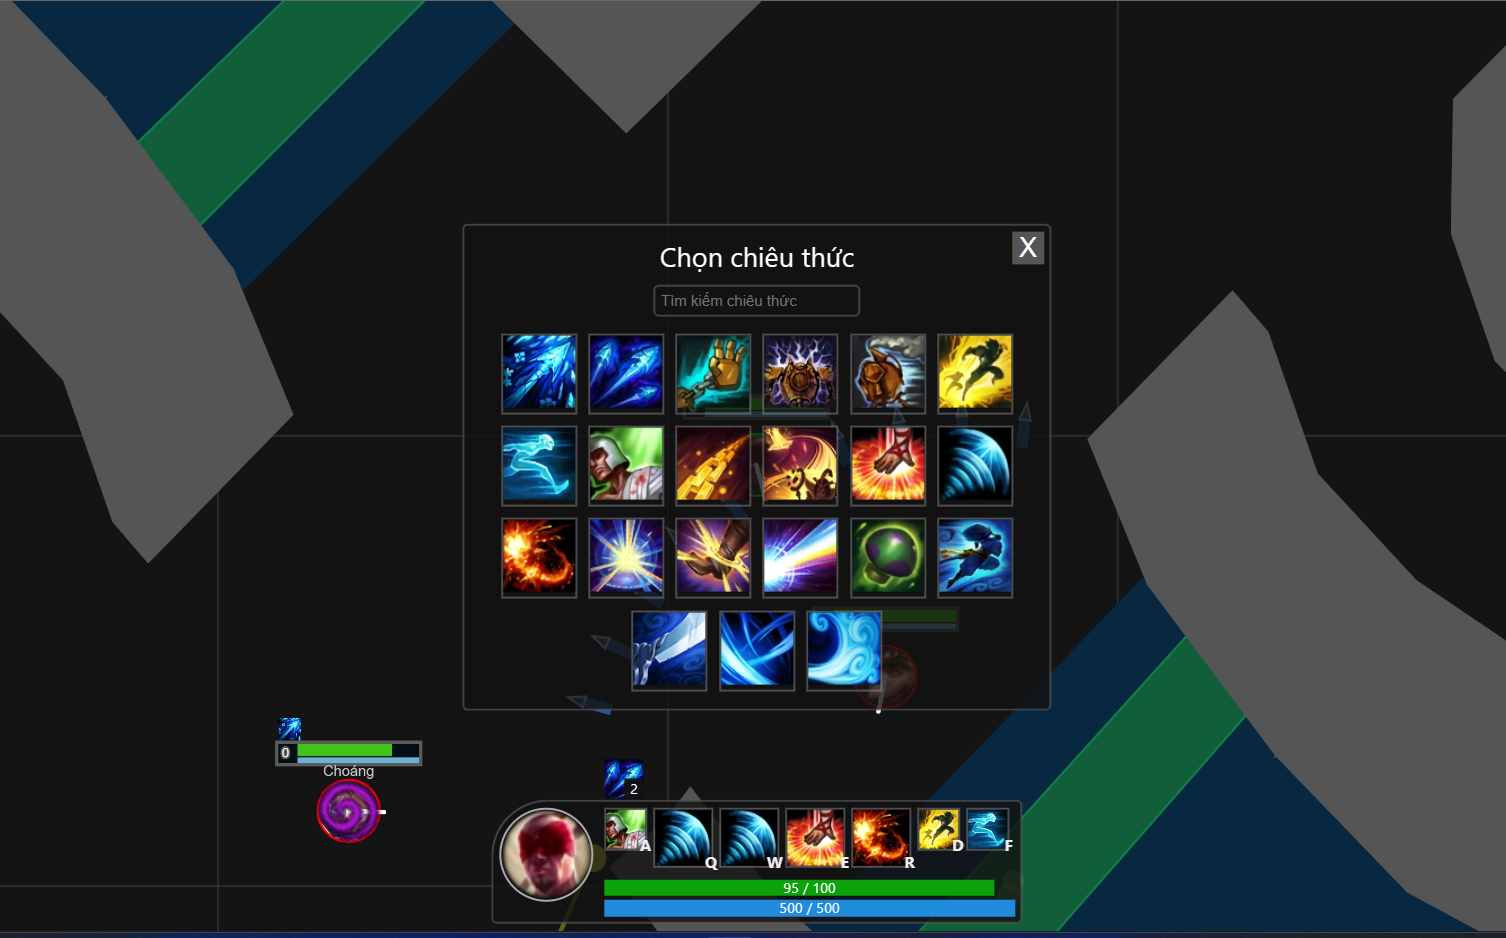 Chọn chiêu thức
X
Tìm kiếm chiêu thức
0
Choáng
2
A
Q
W
E
R
D
F
95 / 100
500 / 500